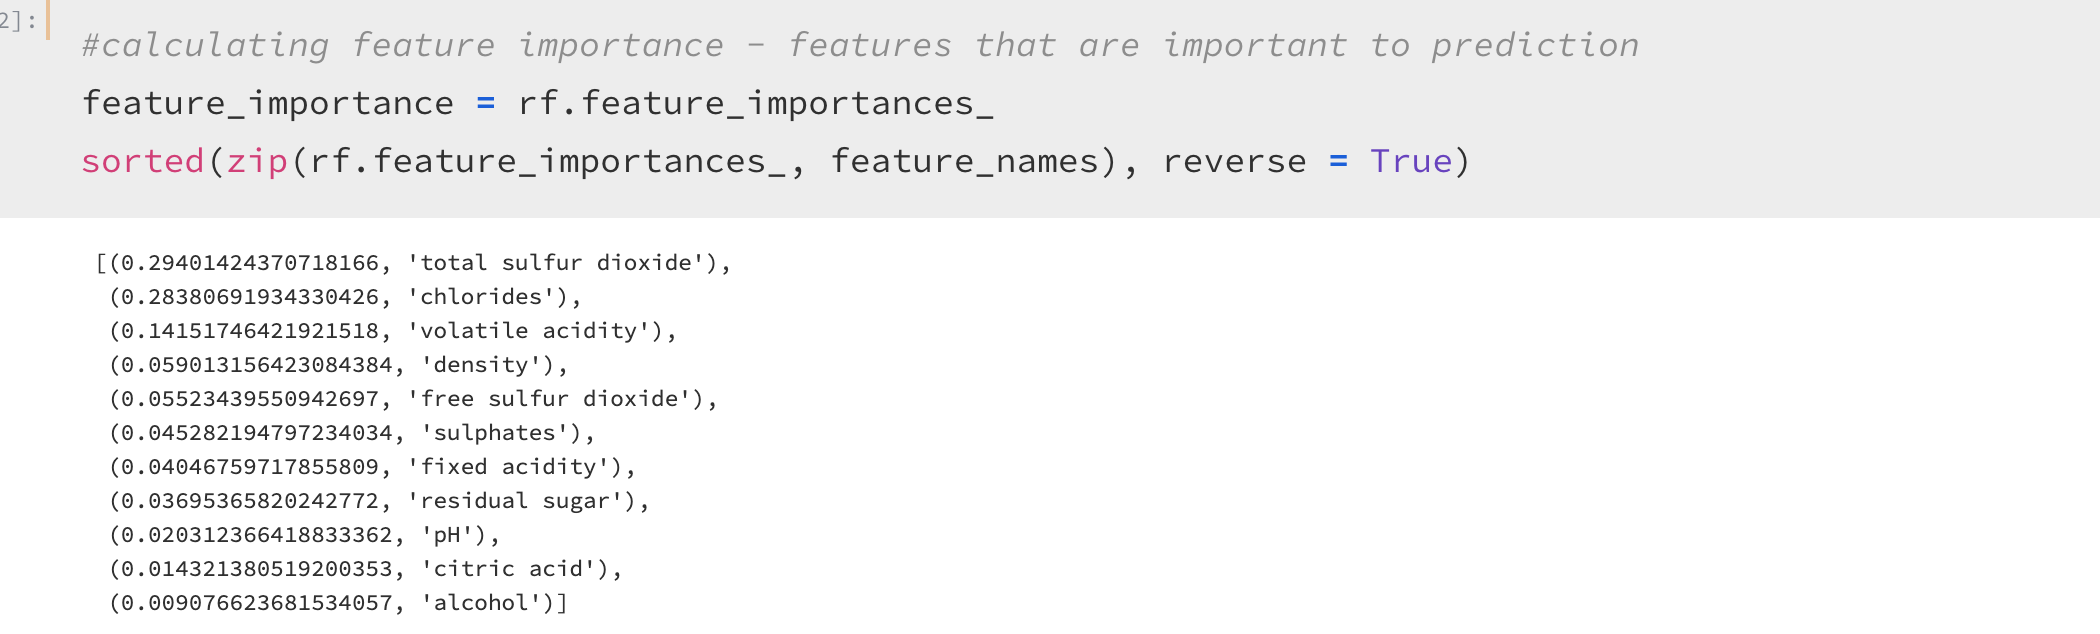 2]:
#calculating feature importance - features that are important to prediction
feature_importance = rf.feature_importances_
sorted(zip(rf.feature_importances_, feature_names), reverse = True)
[(0.29401424370718166, 'total sulfur dioxide'),
(0.28380691934330426, 'chlorides'),
(0.14151746421921518, 'volatile acidity'),
(0.059013156423084384, 'density'),
(0.05523439550942697, 'free sulfur dioxide'),
(0.045282194797234034, 'sulphates'),
(0.04046759717855809, 'fixed acidity'),
(0.03695365820242772, 'residual sugar'),
(0.020312366418833362, 'pH'),
(0.014321380519200353, 'citric acid'),
(0.009076623681534057, 'alcohol')]